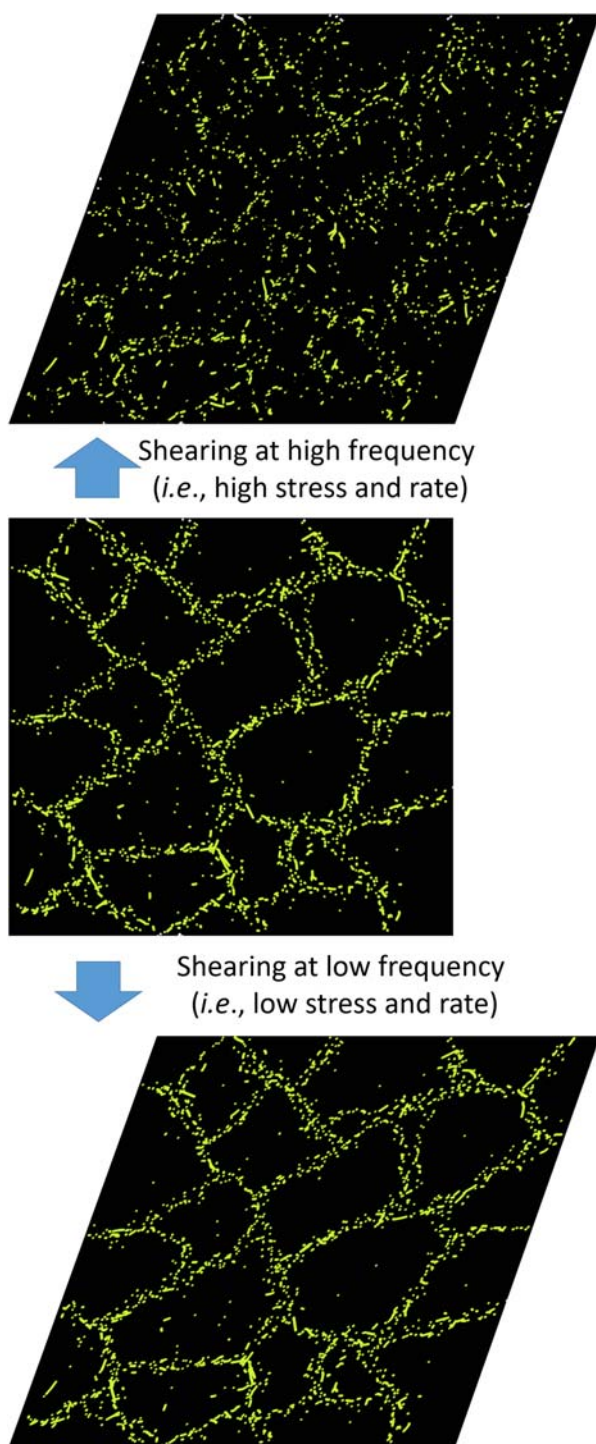 Shearing at high frequency
(i.e., high stress and rate)
Shearing at low frequency
(i.e., low stress and rate)